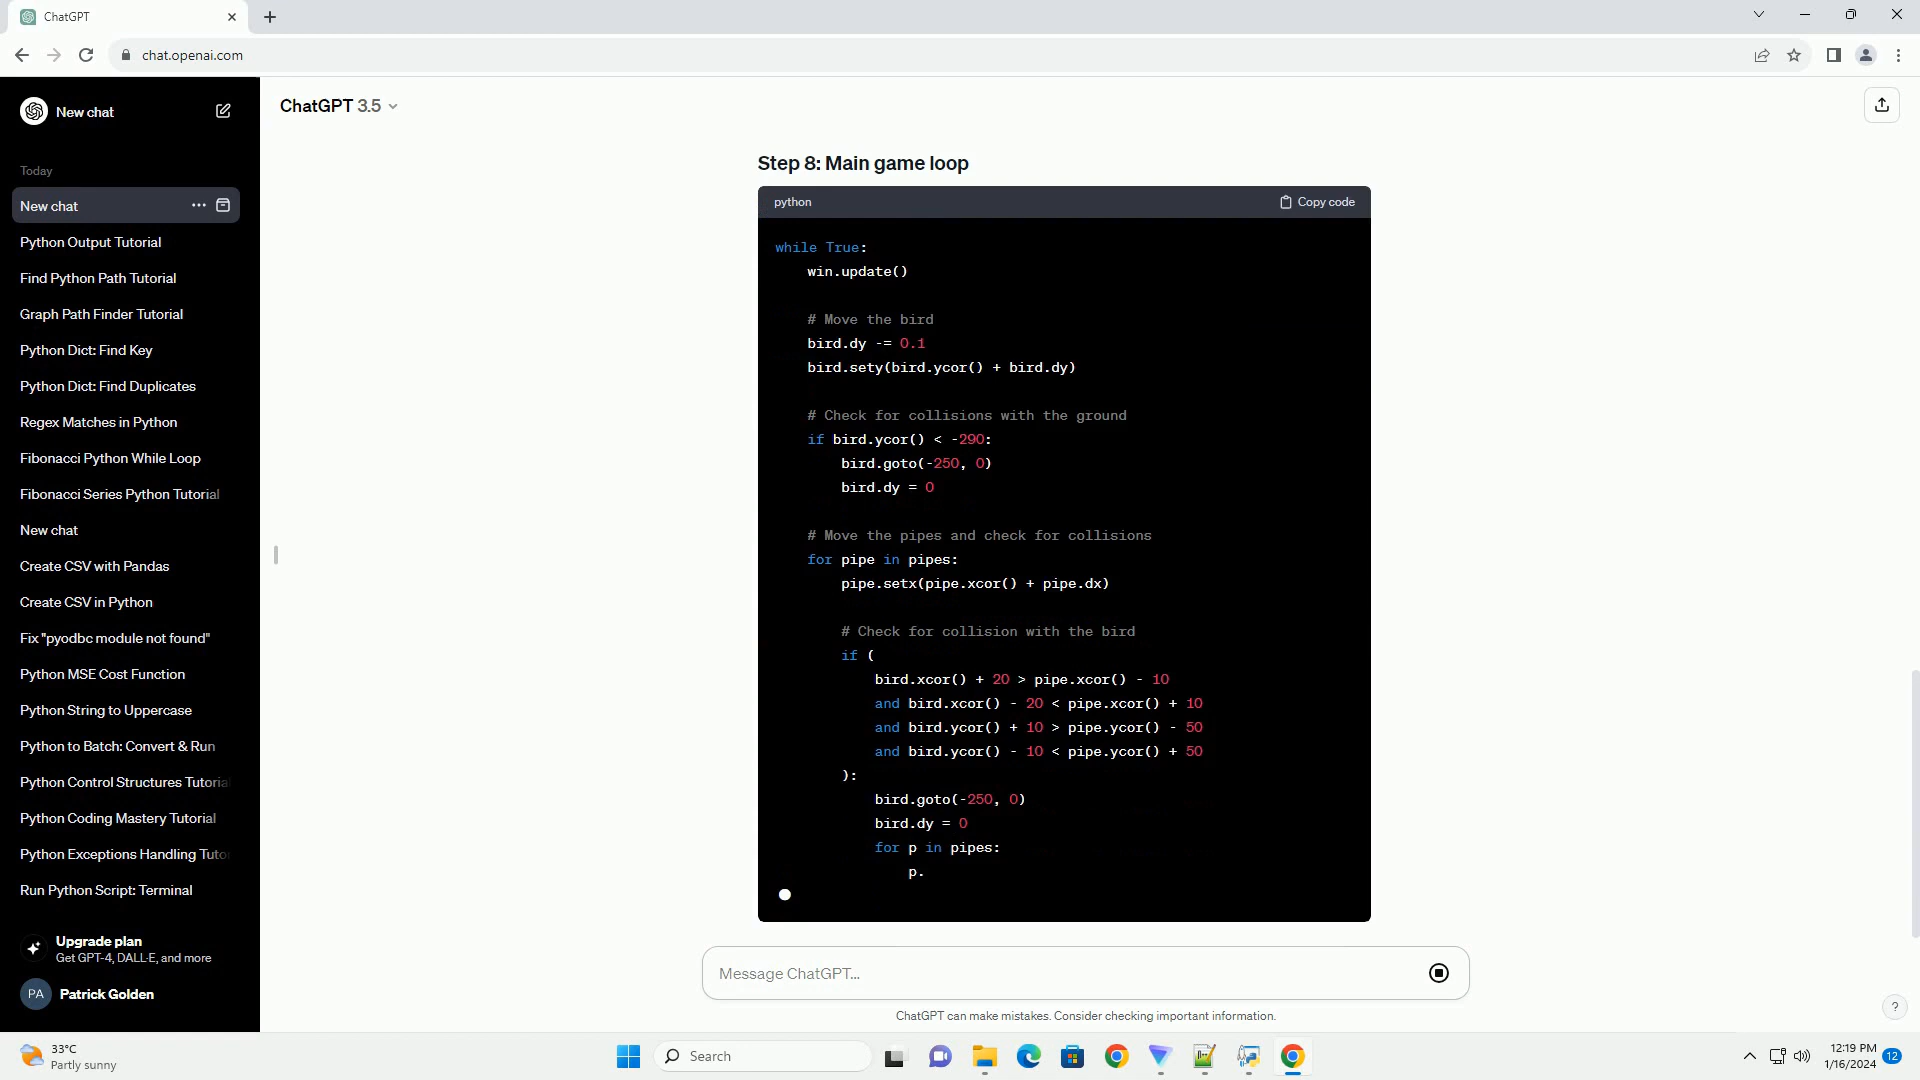 ChatGPT
chat.openai.com
New chat
Today
New chat
Python Output Tutorial
Find Python Path Tutorial
Graph Path Finder Tutorial
Python Dict: Find Key
Python Dict: Find Duplicates
Regex Matches in Python
Fibonacci Python While Loop
Fibonacci Series Python Tutorial
New chat
Create CSV with Pandas
Create CSV in Python
Fix "pyodbc module not found"
Python MSE Cost Function
Python String to Uppercase
Python to Batch: Convert & Run
Python Control Structures Tutoria
Python Coding Mastery Tutorial
Python Exceptions Handling Tuto
Run Python Script: Terminal
Upgrade plan
Get GPT-4, DALL·E, and more
PA Patrick Golden
ChatGPT 3.5
Step 8: Main game loop
python Copy code
while True:
    win.update()
    # Move the bird
    bird.dy -= 0.1
    bird.sety(bird.ycor() + bird.dy)
    # Check for collisions with the ground
    if bird.ycor() < -290:
        bird.goto(-250, 0)
        bird.dy = 0
    # Move the pipes and check for collisions
    for pipe in pipes:
        pipe.setx(pipe.xcor() + pipe.dx)
        # Check for collision with the bird
        if (
            bird.xcor() + 20 > pipe.xcor() - 10
            and bird.xcor() - 20 < pipe.xcor() + 10
            and bird.ycor() + 10 > pipe.ycor() - 50
            and bird.ycor() - 10 < pipe.ycor() + 50
        ):
            bird.goto(-250, 0)
            bird.dy = 0
            for p in pipes:
                p.
Message ChatGPT...
ChatGPT can make mistakes. Consider checking important information.
?
33°C
Partly sunny
Search
12:19 PM
1/16/2024
12